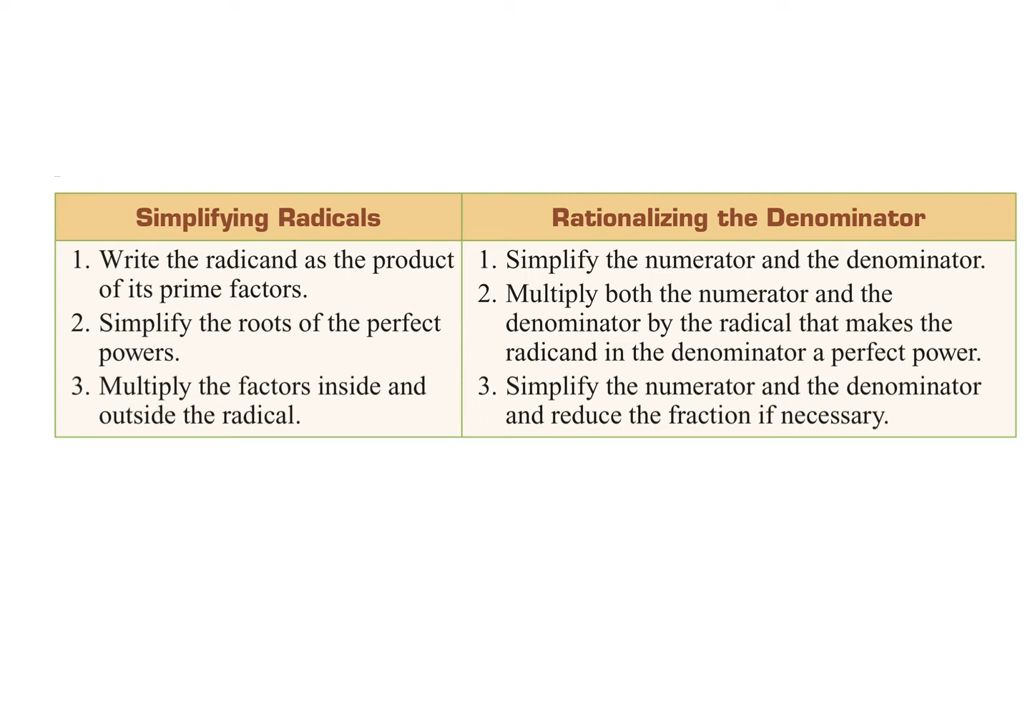 Simplifying Radicals
1. Write the radicand as the product
of its prime factors.
2. Simplify the roots of the perfect
powers.
3. Multiply the factors inside and
outside the radical.
Rationalizing the Denominator
1. Simplify the numerator and the denominator.
2. Multiply both the numerator and the
denominator by the radical that makes the
radicand in the denominator a perfect power.
3. Simplify the numerator and the denominator
and reduce the fraction if necessary.